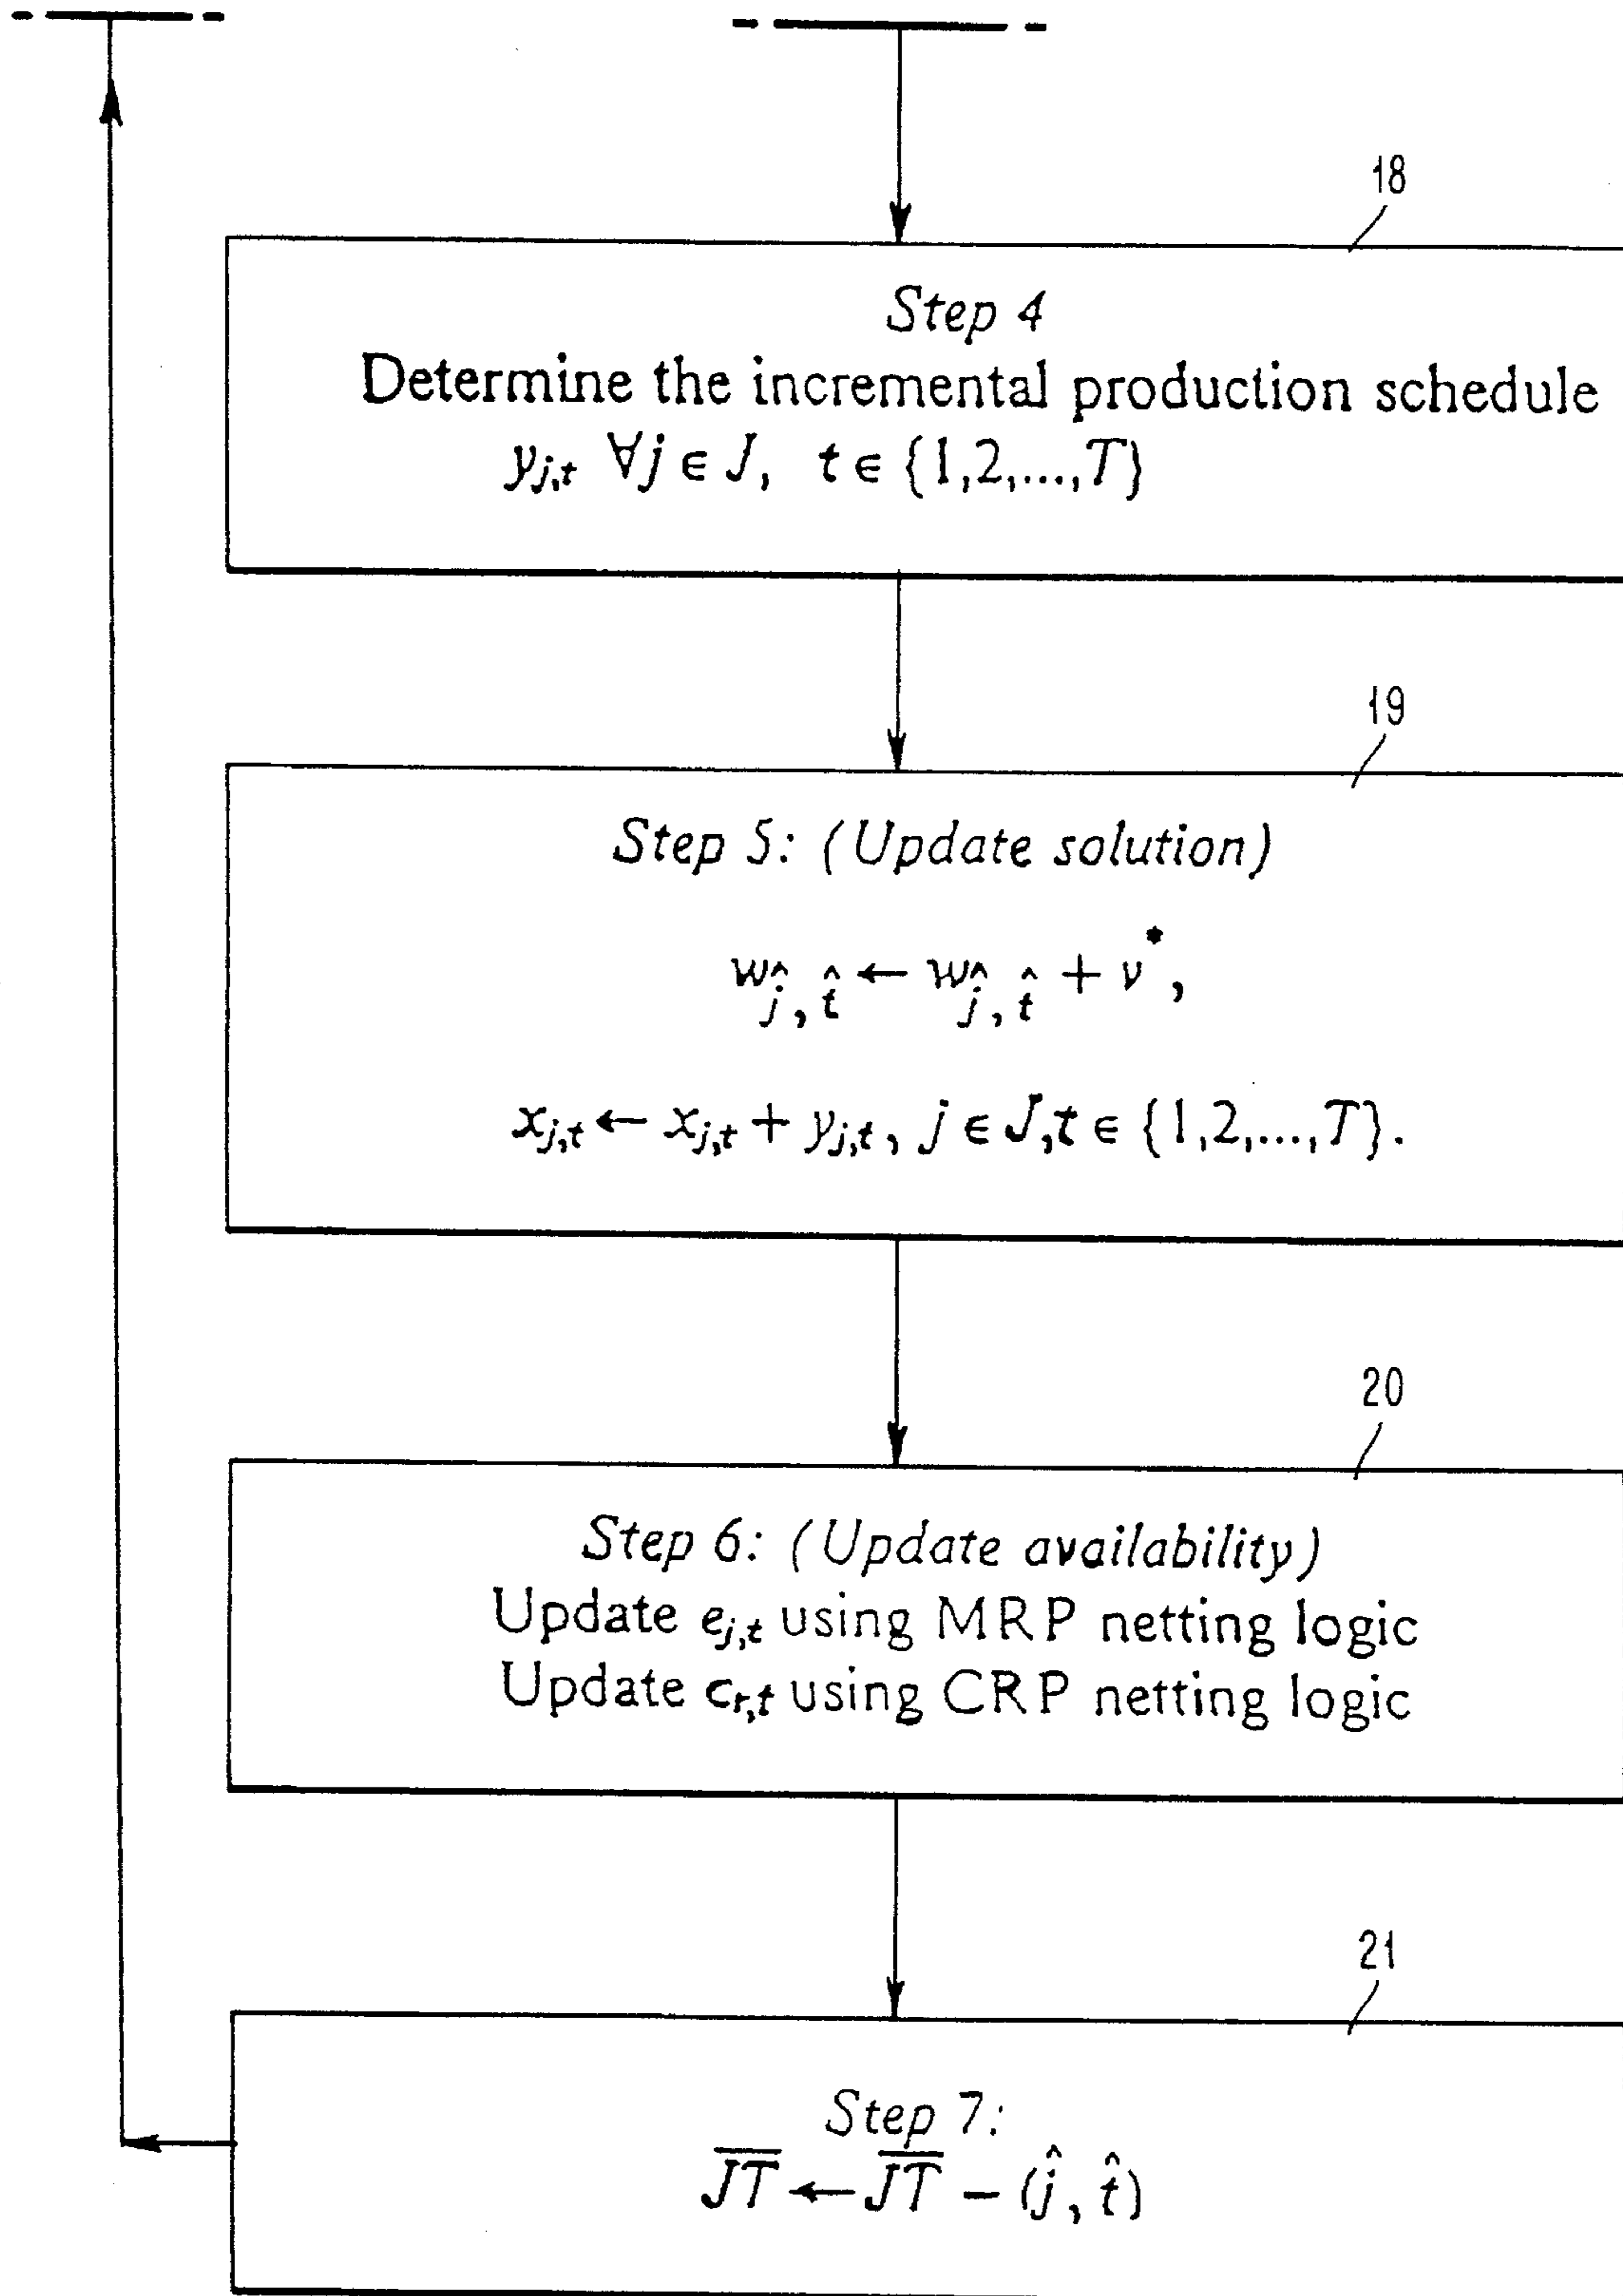 18
Step 4
Determine the incremental production schedule
y_{j,t} ∀j ∈ J, t ∈ {1,2,...,T}
19
Step 5: (Update solution)
w_{ĵ,t̂} ← w_{ĵ,t̂} + v*,
x_{j,t} ← x_{j,t} + y_{j,t}, j ∈ J,t ∈ {1,2,...,T}.
20
Step 6: (Update availability)
Update e_{j,t} using MRP netting logic
Update c_{r,t} using CRP netting logic
21
Step 7:
J̅T̅ ← J̅T̅ − (ĵ, t̂)